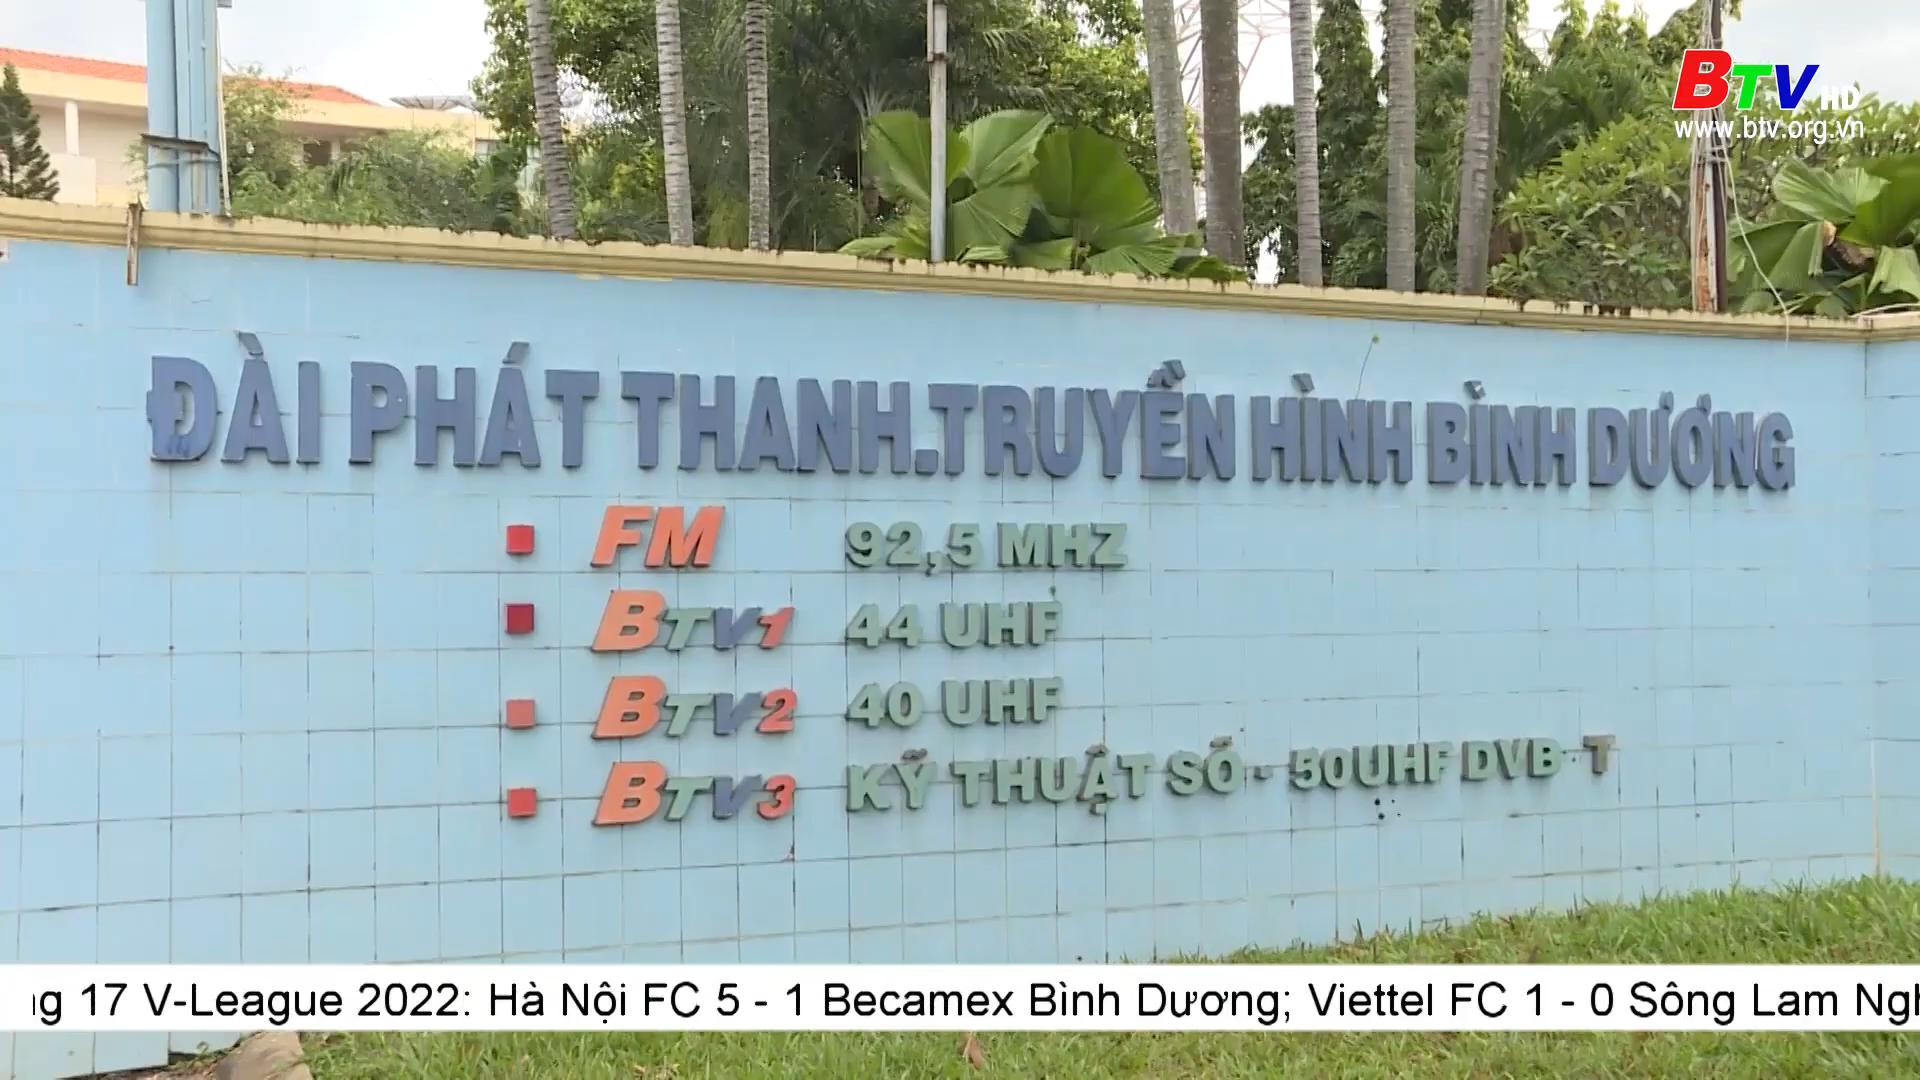 BTV HD
www.btv.org.vn
ĐÀI PHÁT THANH.TRUYỀN HÌNH BÌNH DƯƠNG
FM 92,5 MHZ
BTV1 44 UHF
BTV2 40 UHF
BTV3 KỸ THUẬT SỐ - 50UHF DVB - T
17 V-League 2022: Hà Nội FC 5 - 1 Becamex Bình Dương; Viettel FC 1 - 0 Sông Lam